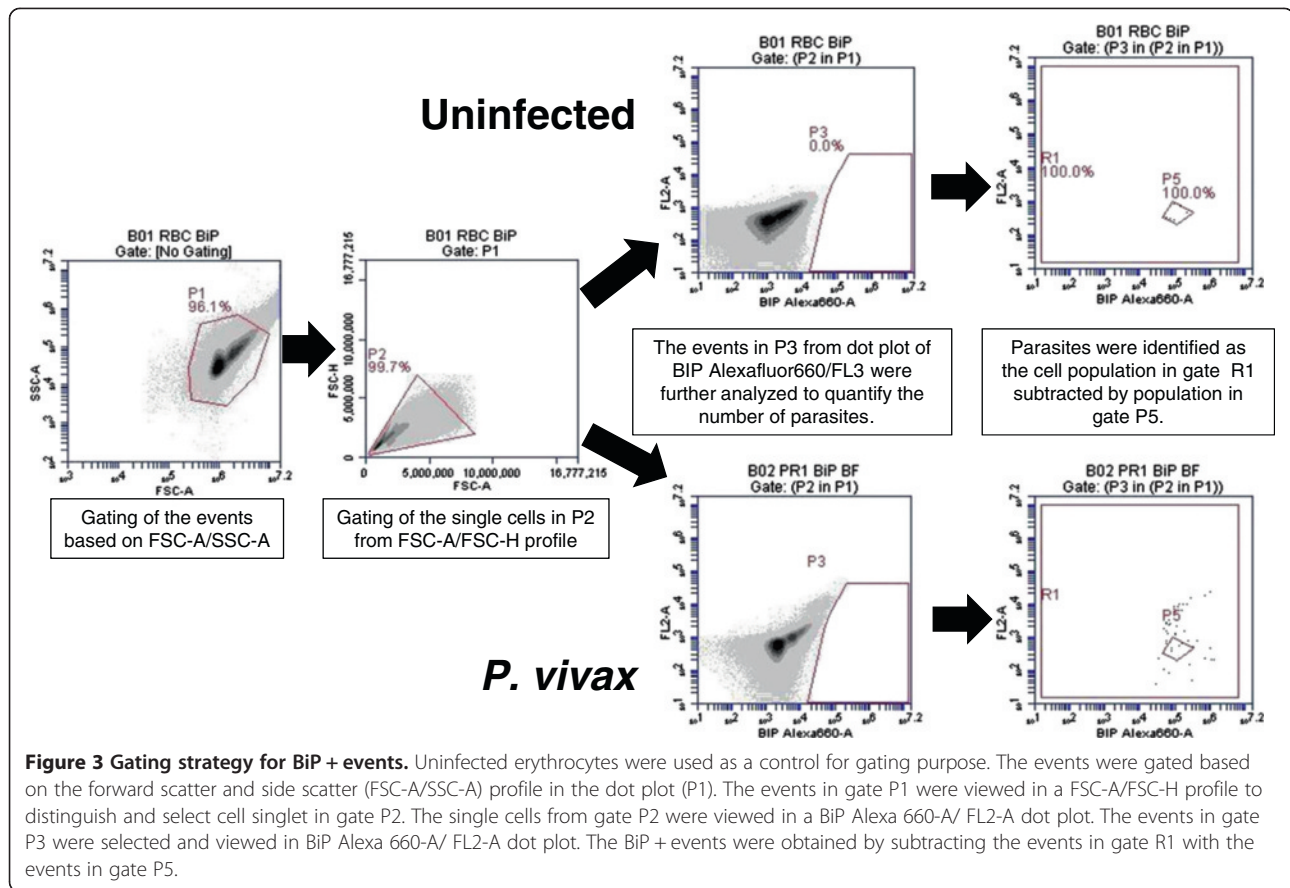 Uninfected
B01 RBC BiP
Gate: (P2 in P1)
FL2-A
P3
0.0%
BIP Alexa660-A
B01 RBC BiP
Gate: (P3 in (P2 in P1))
FL2-A
R1
100.0%
P5
100.0%
BIP Alexa660-A
B01 RBC BiP
Gate: [No Gating]
SSC-A
P1
96.1%
FSC-A
Gating of the events
based on FSC-A/SSC-A
B01 RBC BiP
Gate: P1
FSC-H
16,777,216
10,000,000
5,000,000
0
P2
99.7%
0
5,000,000
10,000,000
16,777,216
FSC-A
Gating of the single cells in P2
from FSC-A/FSC-H profile
The events in P3 from dot plot of
BIP Alexafluor660/FL3 were
further analyzed to quantify the
number of parasites.
Parasites were identified as
the cell population in gate R1
subtracted by population in
gate P5.
P. vivax
B02 PR1 BiP BF
Gate: (P2 in P1)
FL2-A
P3
BIP Alexa660-A
B02 PR1 BiP BF
Gate: (P3 in (P2 in P1))
FL2-A
R1
P5
BIP Alexa660-A
Figure 3 Gating strategy for BiP + events. Uninfected erythrocytes were used as a control for gating purpose. The events were gated based
on the forward scatter and side scatter (FSC-A/SSC-A) profile in the dot plot (P1). The events in gate P1 were viewed in a FSC-A/FSC-H profile to
distinguish and select cell singlet in gate P2. The single cells from gate P2 were viewed in a BiP Alexa 660-A/ FL2-A dot plot. The events in gate
P3 were selected and viewed in BiP Alexa 660-A/ FL2-A dot plot. The BiP + events were obtained by subtracting the events in gate R1 with the
events in gate P5.